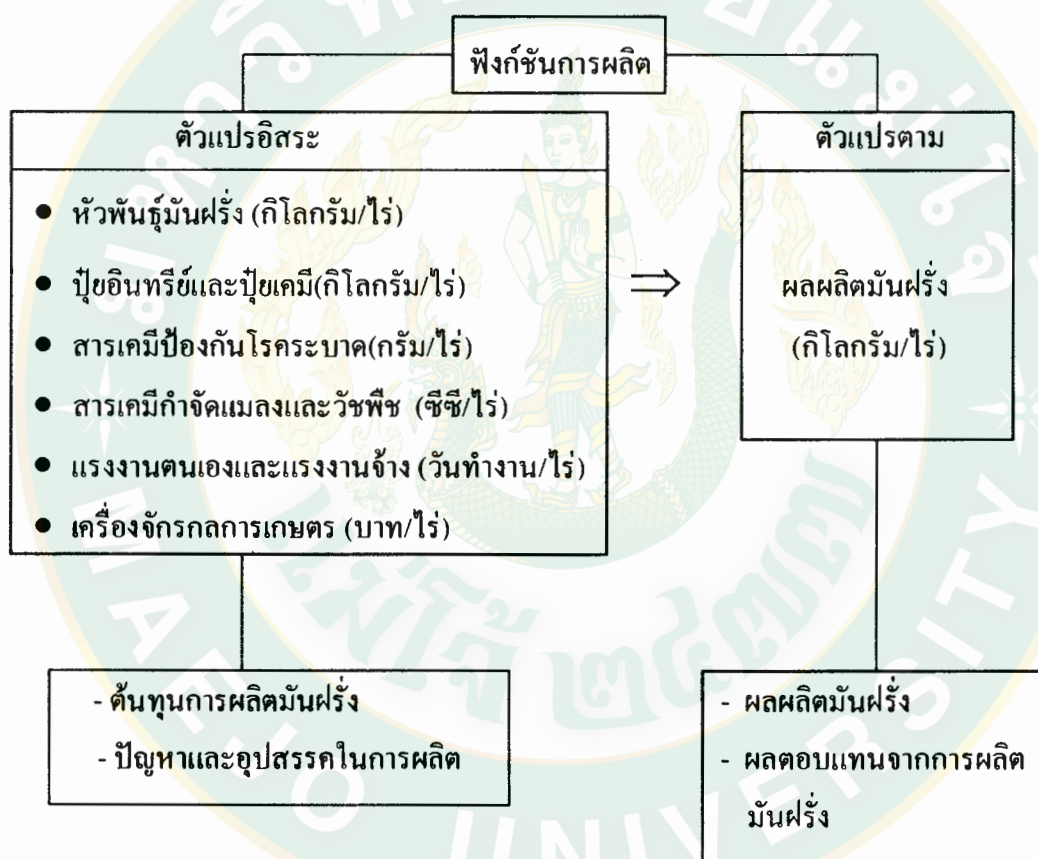 ฟังก์ชันการผลิต
ตัวแปรอิสระ
● หัวพันธุ์มันฝรั่ง (กิโลกรัม/ไร่)
● ปุ๋ยอินทรีย์และปุ๋ยเคมี(กิโลกรัม/ไร่)
● สารเคมีป้องกันโรคระบาด(กรัม/ไร่)
● สารเคมีกำจัดแมลงและวัชพืช (ซีซี/ไร่)
● แรงงานตนเองและแรงงานจ้าง (วันทำงาน/ไร่)
● เครื่องจักรกลการเกษตร (บาท/ไร่)
⇒
ตัวแปรตาม
ผลผลิตมันฝรั่ง
(กิโลกรัม/ไร่)
- ต้นทุนการผลิตมันฝรั่ง
- ปัญหาและอุปสรรคในการผลิต
- ผลผลิตมันฝรั่ง
- ผลตอบแทนจากการผลิต
มันฝรั่ง
แม่โจ้ ๒๔๗๗
MAEJO UNIVERSITY